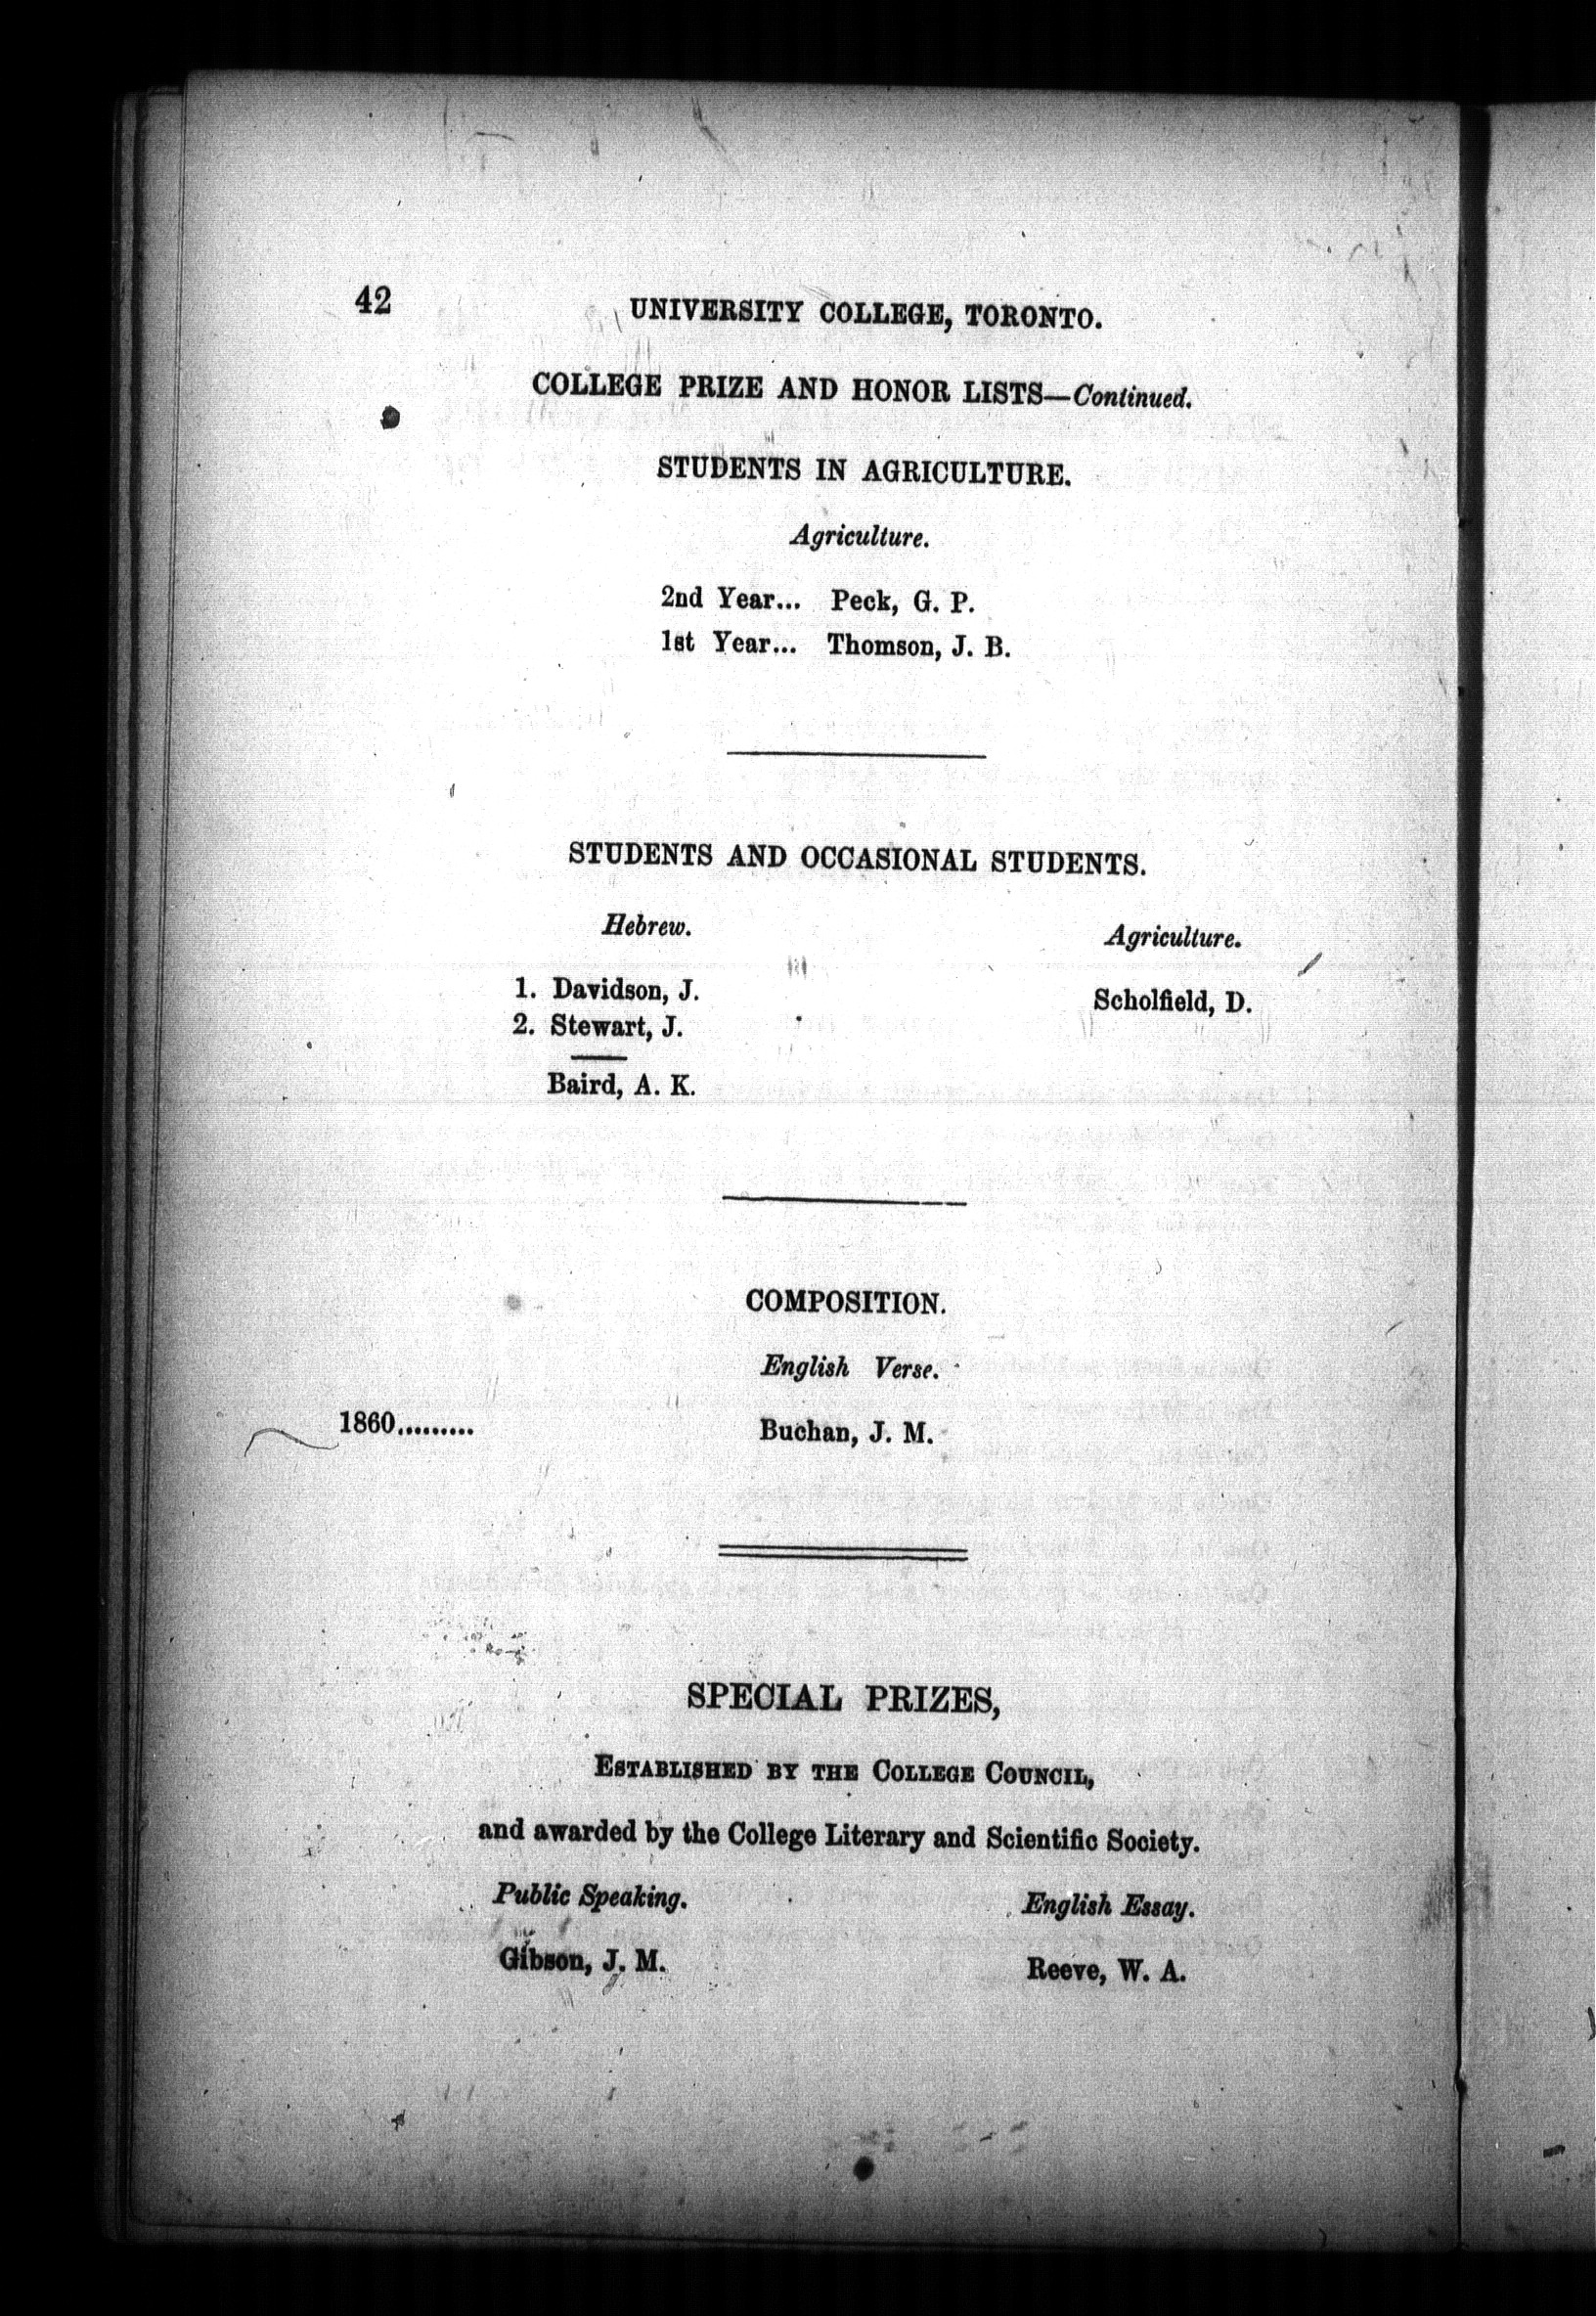 42
UNIVERSITY COLLEGE, TORONTO.
COLLEGE PRIZE AND HONOR LISTS—Continued.
STUDENTS IN AGRICULTURE.
Agriculture.
2nd Year... Peck, G. P.
1st Year... Thomson, J. B.
STUDENTS AND OCCASIONAL STUDENTS.
Hebrew.
1. Davidson, J.
2. Stewart, J.
Baird, A. K.
Agriculture.
Scholfield, D.
COMPOSITION.
English Verse.
1860......... Buchan, J. M.
SPECIAL PRIZES,
ESTABLISHED BY THE COLLEGE COUNCIL,
and awarded by the College Literary and Scientific Society.
Public Speaking.
Gibson, J. M.
English Essay.
Reeve, W. A.